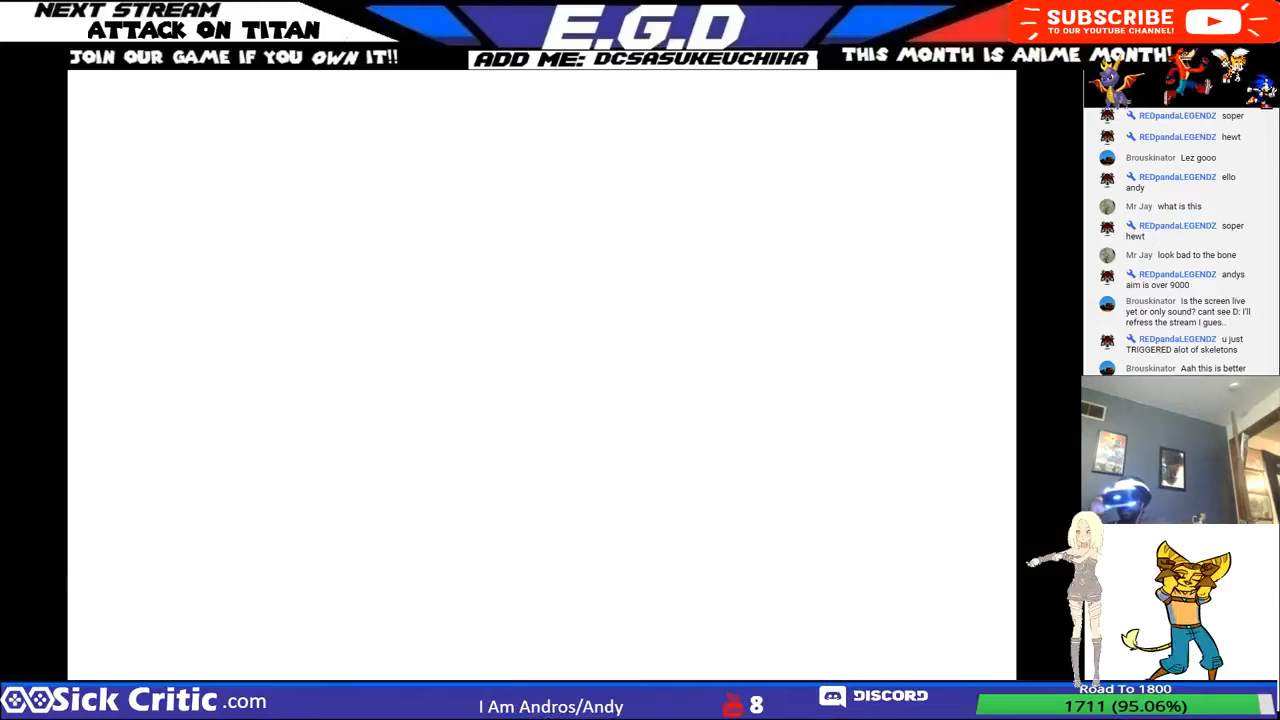 NEXT STREAM
ATTACK ON TITAN
JOIN OUR GAME IF YOU OWN IT!!
E.G.D
ADD ME: DCSASUKEUCHIHA
SUBSCRIBE
TO OUR YOUTUBE CHANNEL!
THIS MONTH IS ANIME MONTH!
REDpandaLEGENDZ soper
REDpandaLEGENDZ hewt
Brouskinator Lez gooo
REDpandaLEGENDZ ello
andy
Mr Jay what is this
REDpandaLEGENDZ soper
hewt
Mr Jay look bad to the bone
REDpandaLEGENDZ andys
aim is over 9000
Brouskinator Is the screen live
yet or only sound? cant see D: I'll
refress the stream I gues..
REDpandaLEGENDZ u just
TRIGGERED alot of skeletons
Brouskinator Aah this is better
Sick Critic.com
I Am Andros/Andy
8
DISCORD
Road To 1800
1711 (95.06%)